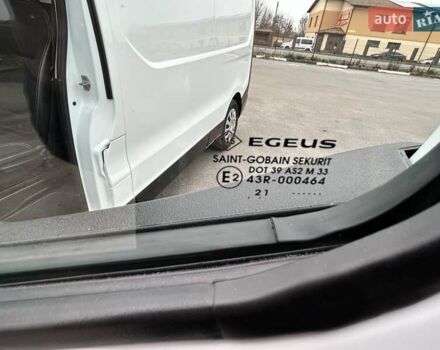 auto RIA
EGEUS
SAINT-GOBAIN SEKURIT
DOT 39 AS2 M 33
E2 43R-000464
21